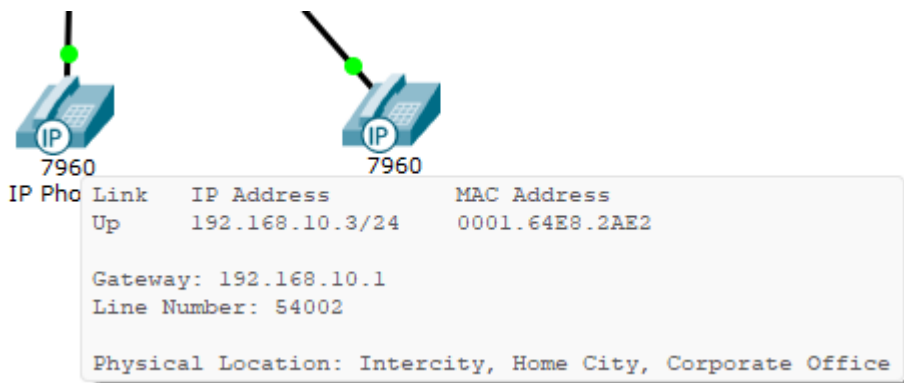 IP
7960
IP Pho
IP
7960
Link IP Address MAC Address
Up 192.168.10.3/24 0001.64E8.2AE2
Gateway: 192.168.10.1
Line Number: 54002
Physical Location: Intercity, Home City, Corporate Office